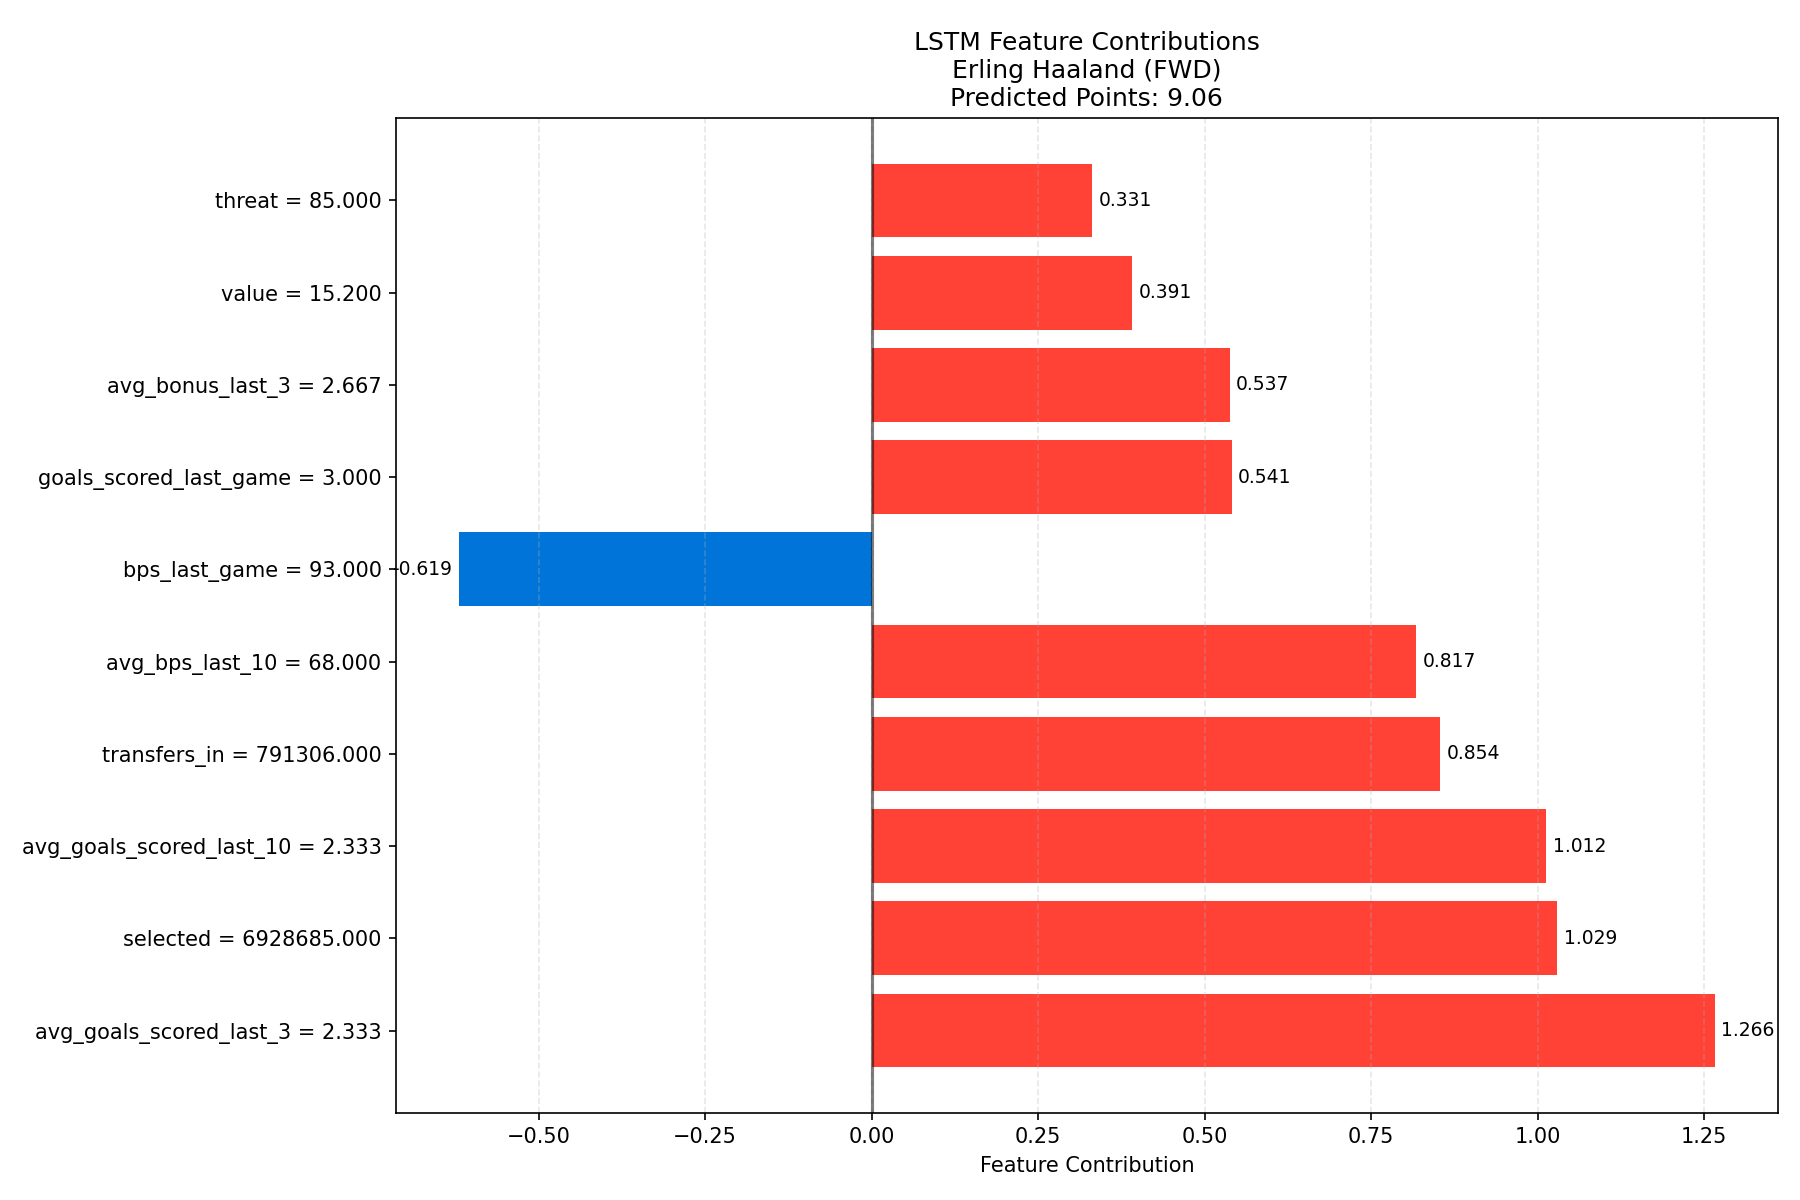 LSTM Feature Contributions
Erling Haaland (FWD)
Predicted Points: 9.06
threat = 85.000 0.331
value = 15.200 0.391
avg_bonus_last_3 = 2.667 0.537
goals_scored_last_game = 3.000 0.541
bps_last_game = 93.000 -0.619
avg_bps_last_10 = 68.000 0.817
transfers_in = 791306.000 0.854
avg_goals_scored_last_10 = 2.333 1.012
selected = 6928685.000 1.029
avg_goals_scored_last_3 = 2.333 1.266
−0.50 −0.25 0.00 0.25 0.50 0.75 1.00 1.25
Feature Contribution